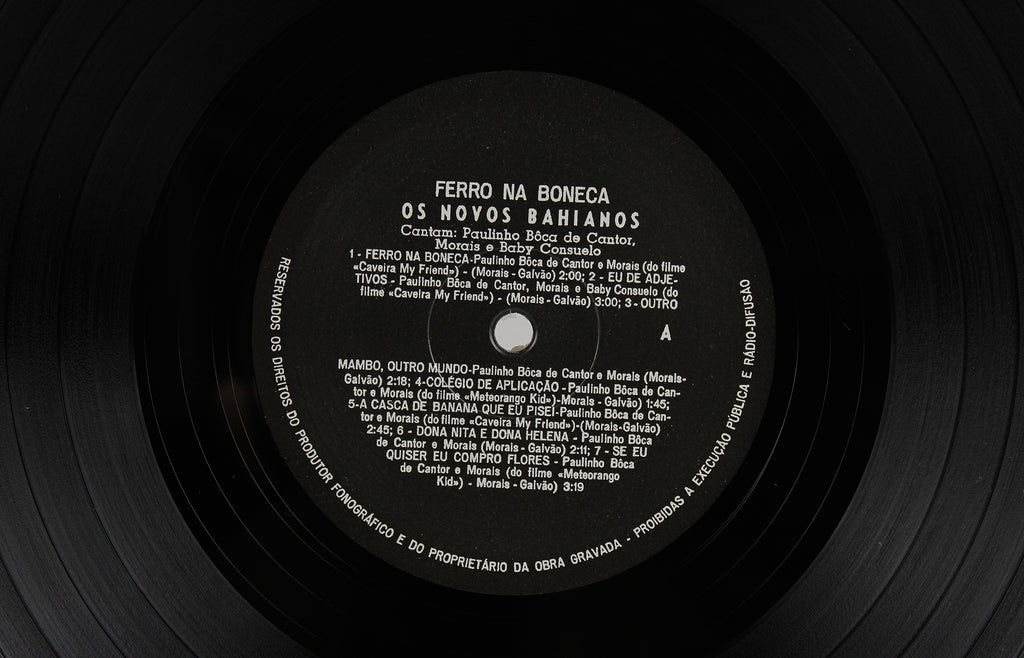 FERRO NA BONECA
OS NOVOS BAHIANOS
Cantam: Paulinho Bôca de Cantor,
Morais e Baby Consuelo
1 - FERRO NA BONECA-Paulinho Bôca de Cantor e Morais (do filme
«Caveira My Friend») - (Morais - Galvão) 2:00; 2 - EU DE ADJE-
TIVOS - Paulinho Bôca de Cantor, Morais e Baby Consuelo (do
filme «Caveira My Friend») - (Morais - Galvão) 3:00; 3 - OUTRO
A
MAMBO, OUTRO MUNDO-Paulinho Bôca de Cantor e Morais (Morais-
Galvão) 2:18; 4-COLÉGIO DE APLICAÇÃO - Paulinho Bôca de Can-
tor e Morais (do filme «Meteorango Kid»)-Morais - Galvão) 1:45;
5-A CASCA DE BANANA QUE EU PISEI-Paulinho Bôca de Can-
tor e Morais (do filme «Caveira My Friend»)-(Morais-Galvão)
2:45; 6 - DONA NITA E DONA HELENA - Paulinho Bôca
de Cantor e Morais (Morais - Galvão) 2:11; 7 - SE EU
QUISER EU COMPRO FLORES - Paulinho Bôca
de Cantor e Morais (do filme «Meteorango
Kid») - Morais - Galvão) 3:19
RESERVADOS OS DIREITOS DO PRODUTOR FONOGRÁFICO E DO PROPRIETÁRIO DA OBRA GRAVADA - PROIBIDAS A EXECUÇÃO PÚBLICA E RÁDIO-DIFUSAO